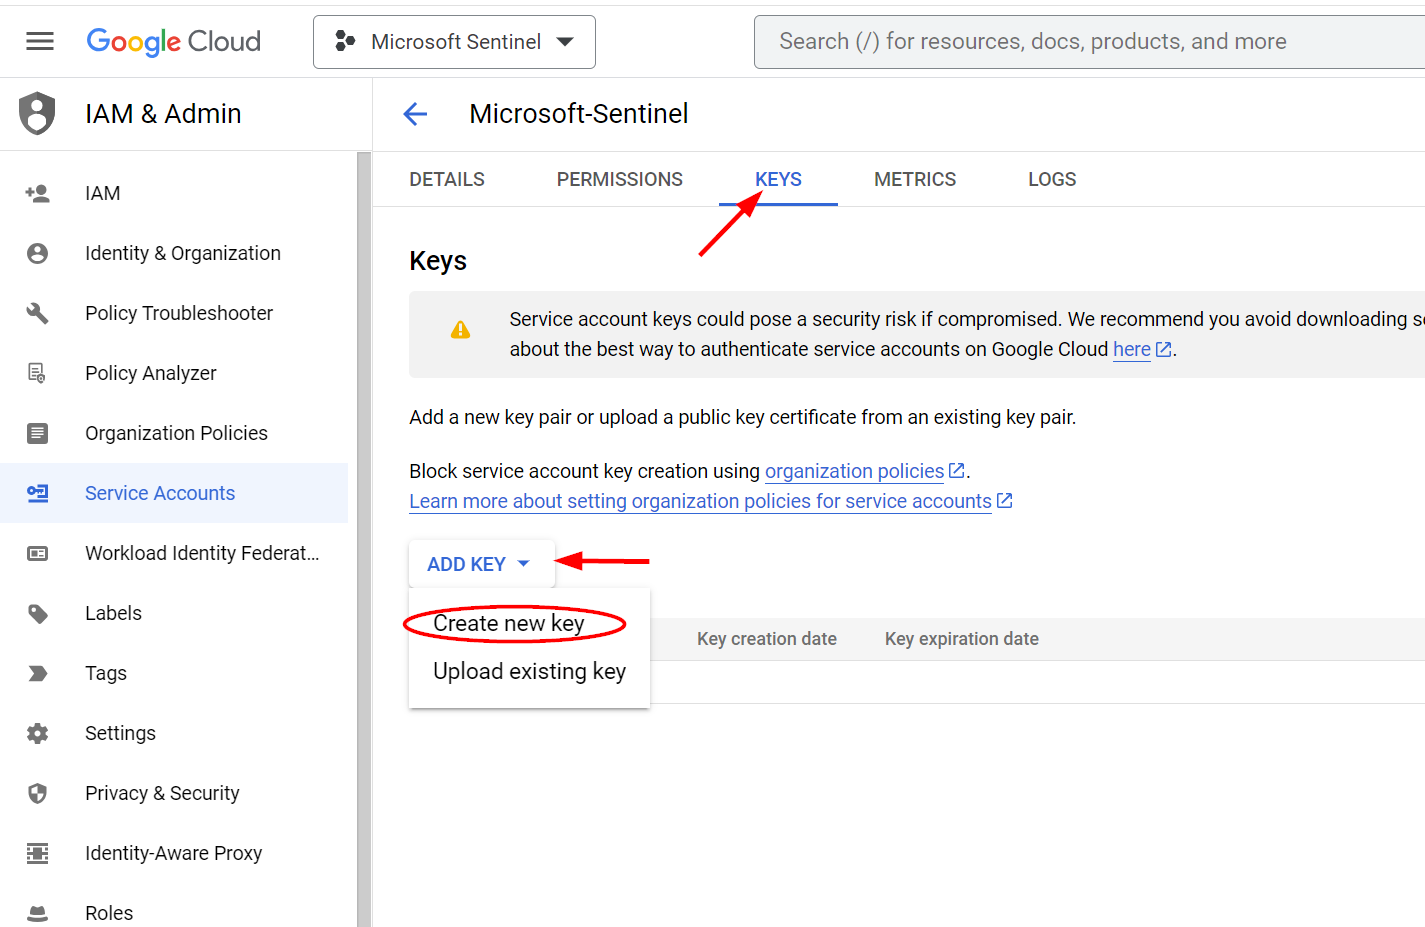 Google Cloud
Microsoft Sentinel
Search (/) for resources, docs, products, and more
IAM & Admin
IAM
Identity & Organization
Policy Troubleshooter
Policy Analyzer
Organization Policies
Service Accounts
Workload Identity Federat...
Labels
Tags
Settings
Privacy & Security
Identity-Aware Proxy
Roles
Microsoft-Sentinel
DETAILS
PERMISSIONS
KEYS
METRICS
LOGS
Keys
Service account keys could pose a security risk if compromised. We recommend you avoid downloading
about the best way to authenticate service accounts on Google Cloud here.
Add a new key pair or upload a public key certificate from an existing key pair.
Block service account key creation using organization policies.
Learn more about setting organization policies for service accounts
ADD KEY
Create new key
Upload existing key
Key creation date
Key expiration date